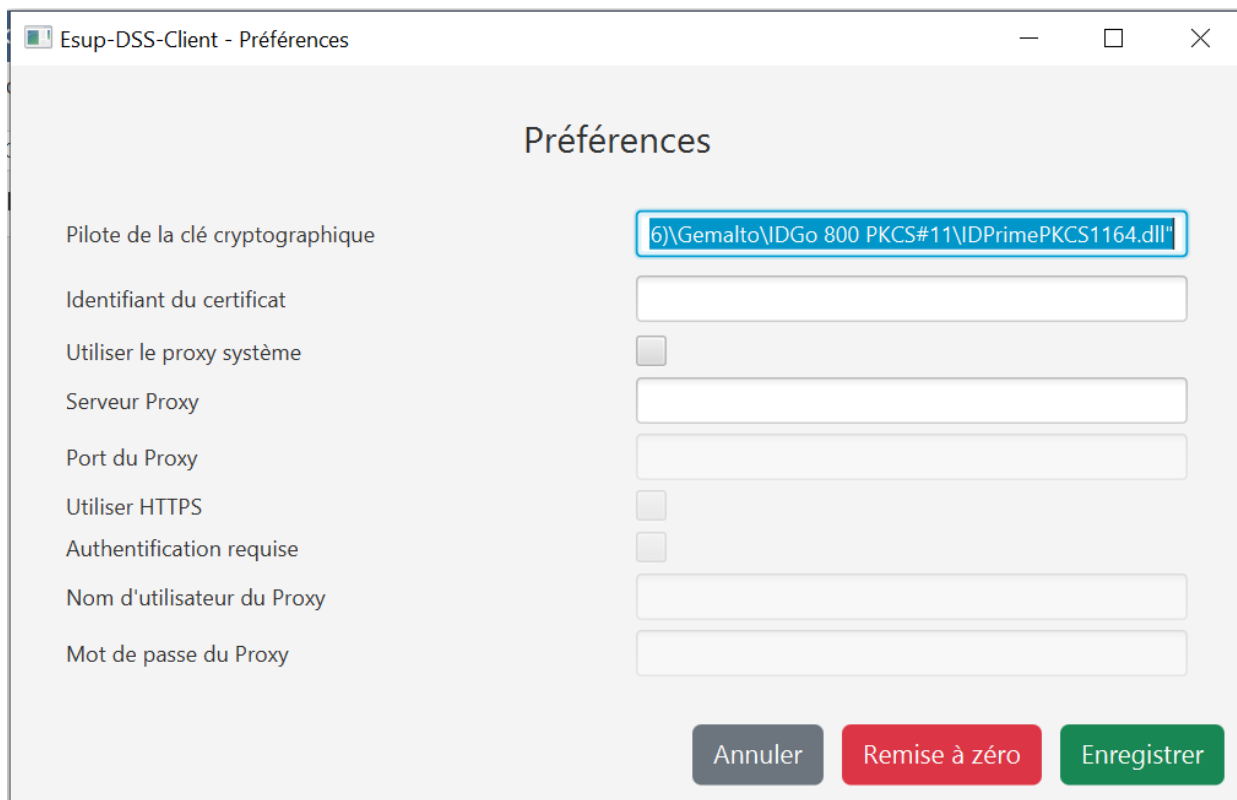 Esup-DSS-Client - Préférences
Préférences
Pilote de la clé cryptographique
6)\Gemalto\IDGo 800 PKCS#11\IDPrimePKCS1164.dll"
Identifiant du certificat
Utiliser le proxy système
Serveur Proxy
Port du Proxy
Utiliser HTTPS
Authentification requise
Nom d'utilisateur du Proxy
Mot de passe du Proxy
Annuler
Remise à zéro
Enregistrer